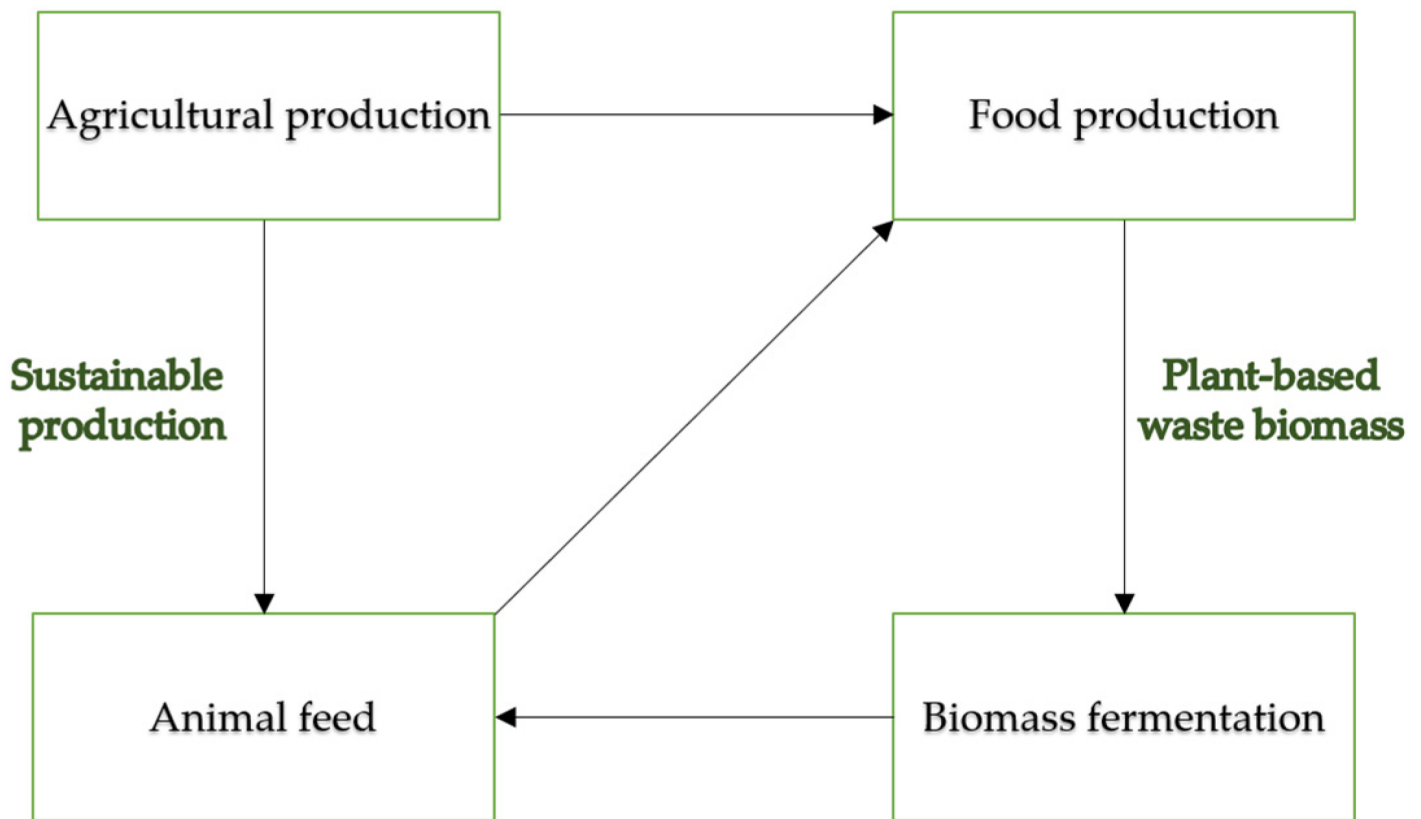 Agricultural production
Food production
Sustainable
production
Plant-based
waste biomass
Animal feed
Biomass fermentation